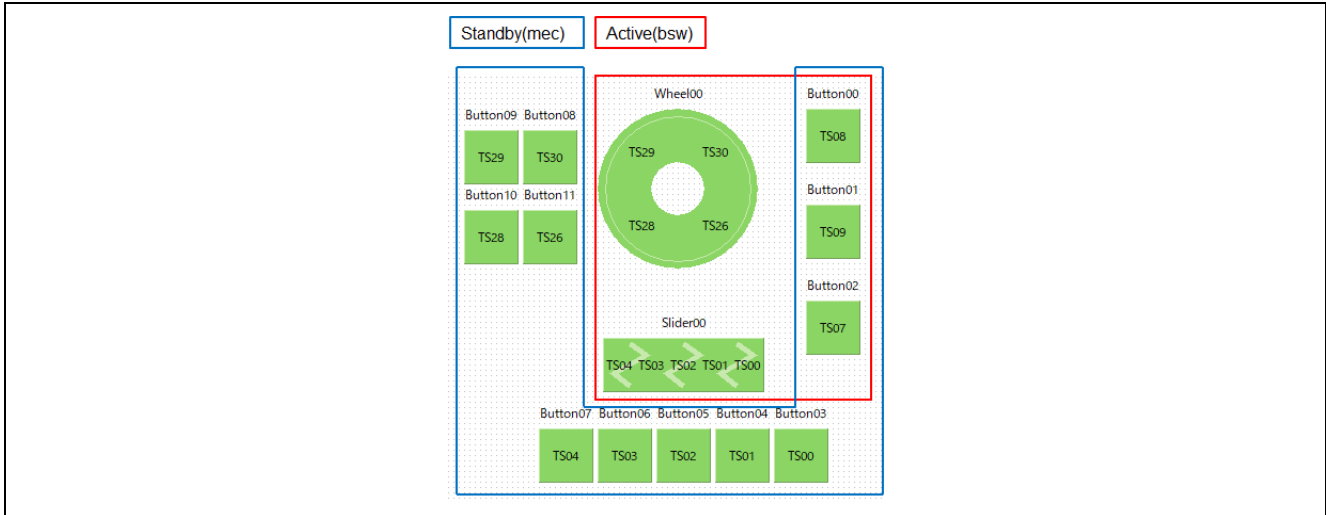 Standby(mec) Active(bsw)
Wheel00 Button00
Button09 Button08
TS08
TS29 TS30 TS29 TS30
Button10 Button11 Button01
TS28 TS26 TS28 TS26 TS09
Button02
Slider00 TS07
TS04 TS03 TS02 TS01 TS00
Button07 Button06 Button05 Button04 Button03
TS04 TS03 TS02 TS01 TS00